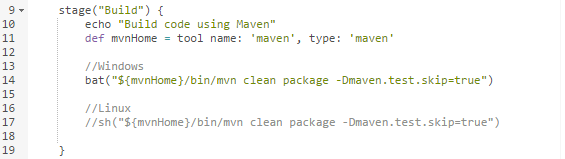 9 stage("Build") {
10 echo "Build code using Maven"
11 def mvnHome = tool name: 'maven', type: 'maven'
12
13 //Windows
14 bat("${mvnHome}/bin/mvn clean package -Dmaven.test.skip=true")
15
16 //Linux
17 //sh("${mvnHome}/bin/mvn clean package -Dmaven.test.skip=true")
18
19 }